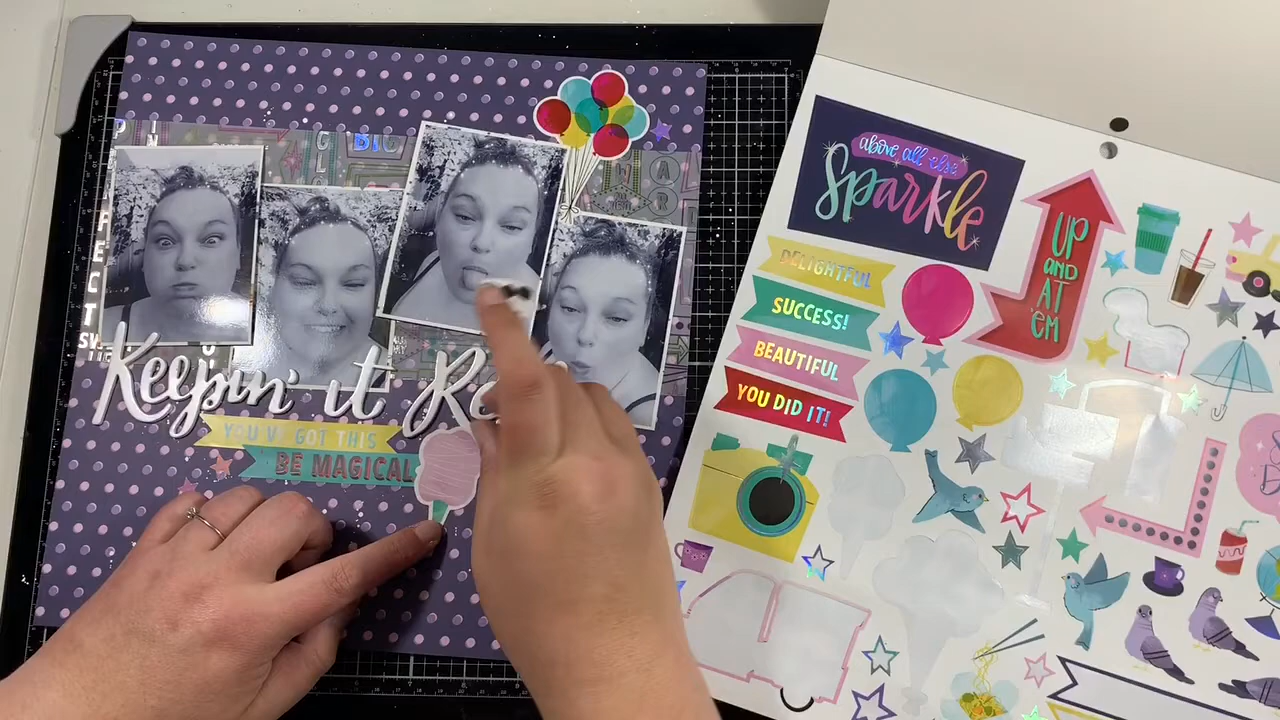 BIG
Keepin' it Re
YOU'VE GOT THIS
BE MAGICAL
above all else
sparkle
DELIGHTFUL
SUCCESS!
BEAUTIFUL
YOU DID IT!
UP
AND
AT
'EM